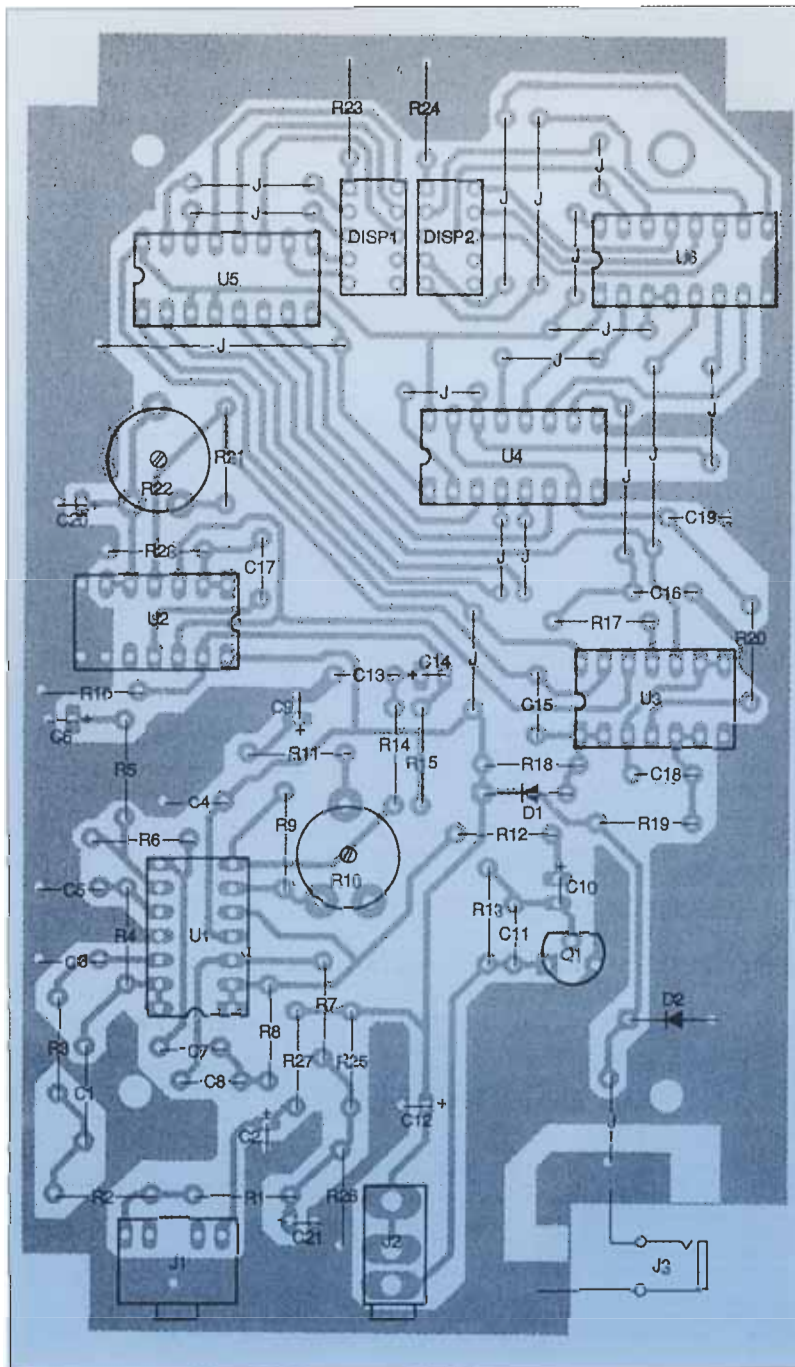 R23
R24
J
J
J
J
J
DISP1
DISP2
J
U5
U6
J
J
J
J
J
R21
J
J
U4
R22
C20
C19
J
J
C17
U2
C16
R17
R20
J
R16
C13
C14
C15
U3
C9
C6
R14
R15
R11
R5
R18
C18
C4
D1
R9
R6
R12
R19
R10
C5
C10
R13
R4
U1
C11
Q1
C3
R7
D2
R8
R27
R25
R3
C7
C1
C8
C12
J
C2
R2
R1
R26
C21
J1
J2
J3